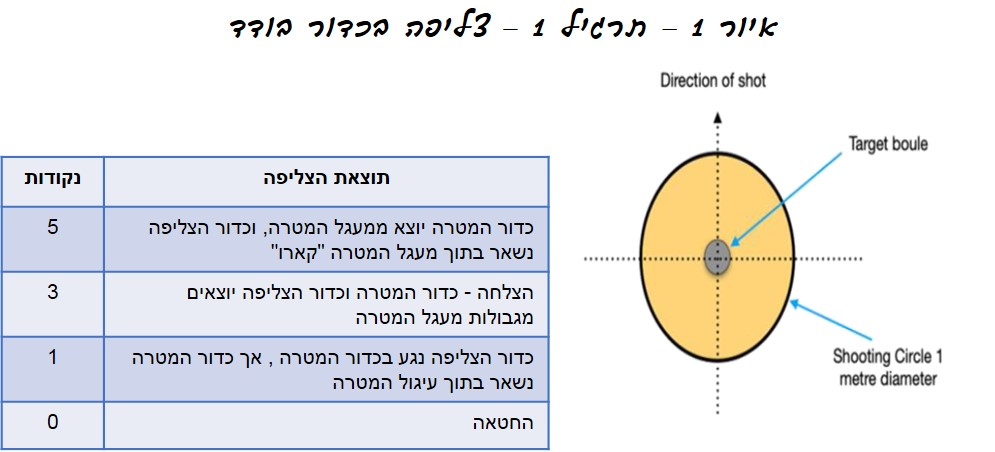 איור 1 – תרגיל 1 – צליפה בכדור בודד
תוצאת הצליפה נקודות
כדור המטרה יוצא ממעגל המטרה, וכדור הצליפה
נשאר בתוך מעגל המטרה "קארו"
5
הצלחה - כדור המטרה וכדור הצליפה יוצאים
מגבולות מעגל המטרה
3
כדור הצליפה נגע בכדור המטרה , אך כדור המטרה
נשאר בתוך עיגול המטרה
1
החטאה 0
Direction of shot
Target boule
Shooting Circle 1
metre diameter